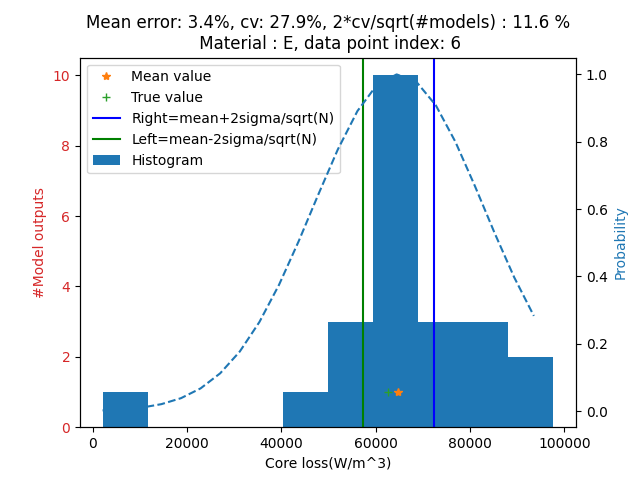 Mean error: 3.4%, cv: 27.9%, 2*cv/sqrt(#models) : 11.6 %
Material : E, data point index: 6
Mean value
True value
Right=mean+2sigma/sqrt(N)
Left=mean-2sigma/sqrt(N)
Histogram
#Model outputs
10
8
6
4
2
0
1.0
0.8
0.6
0.4
0.2
0.0
Probability
0 20000 40000 60000 80000 100000
Core loss(W/m^3)